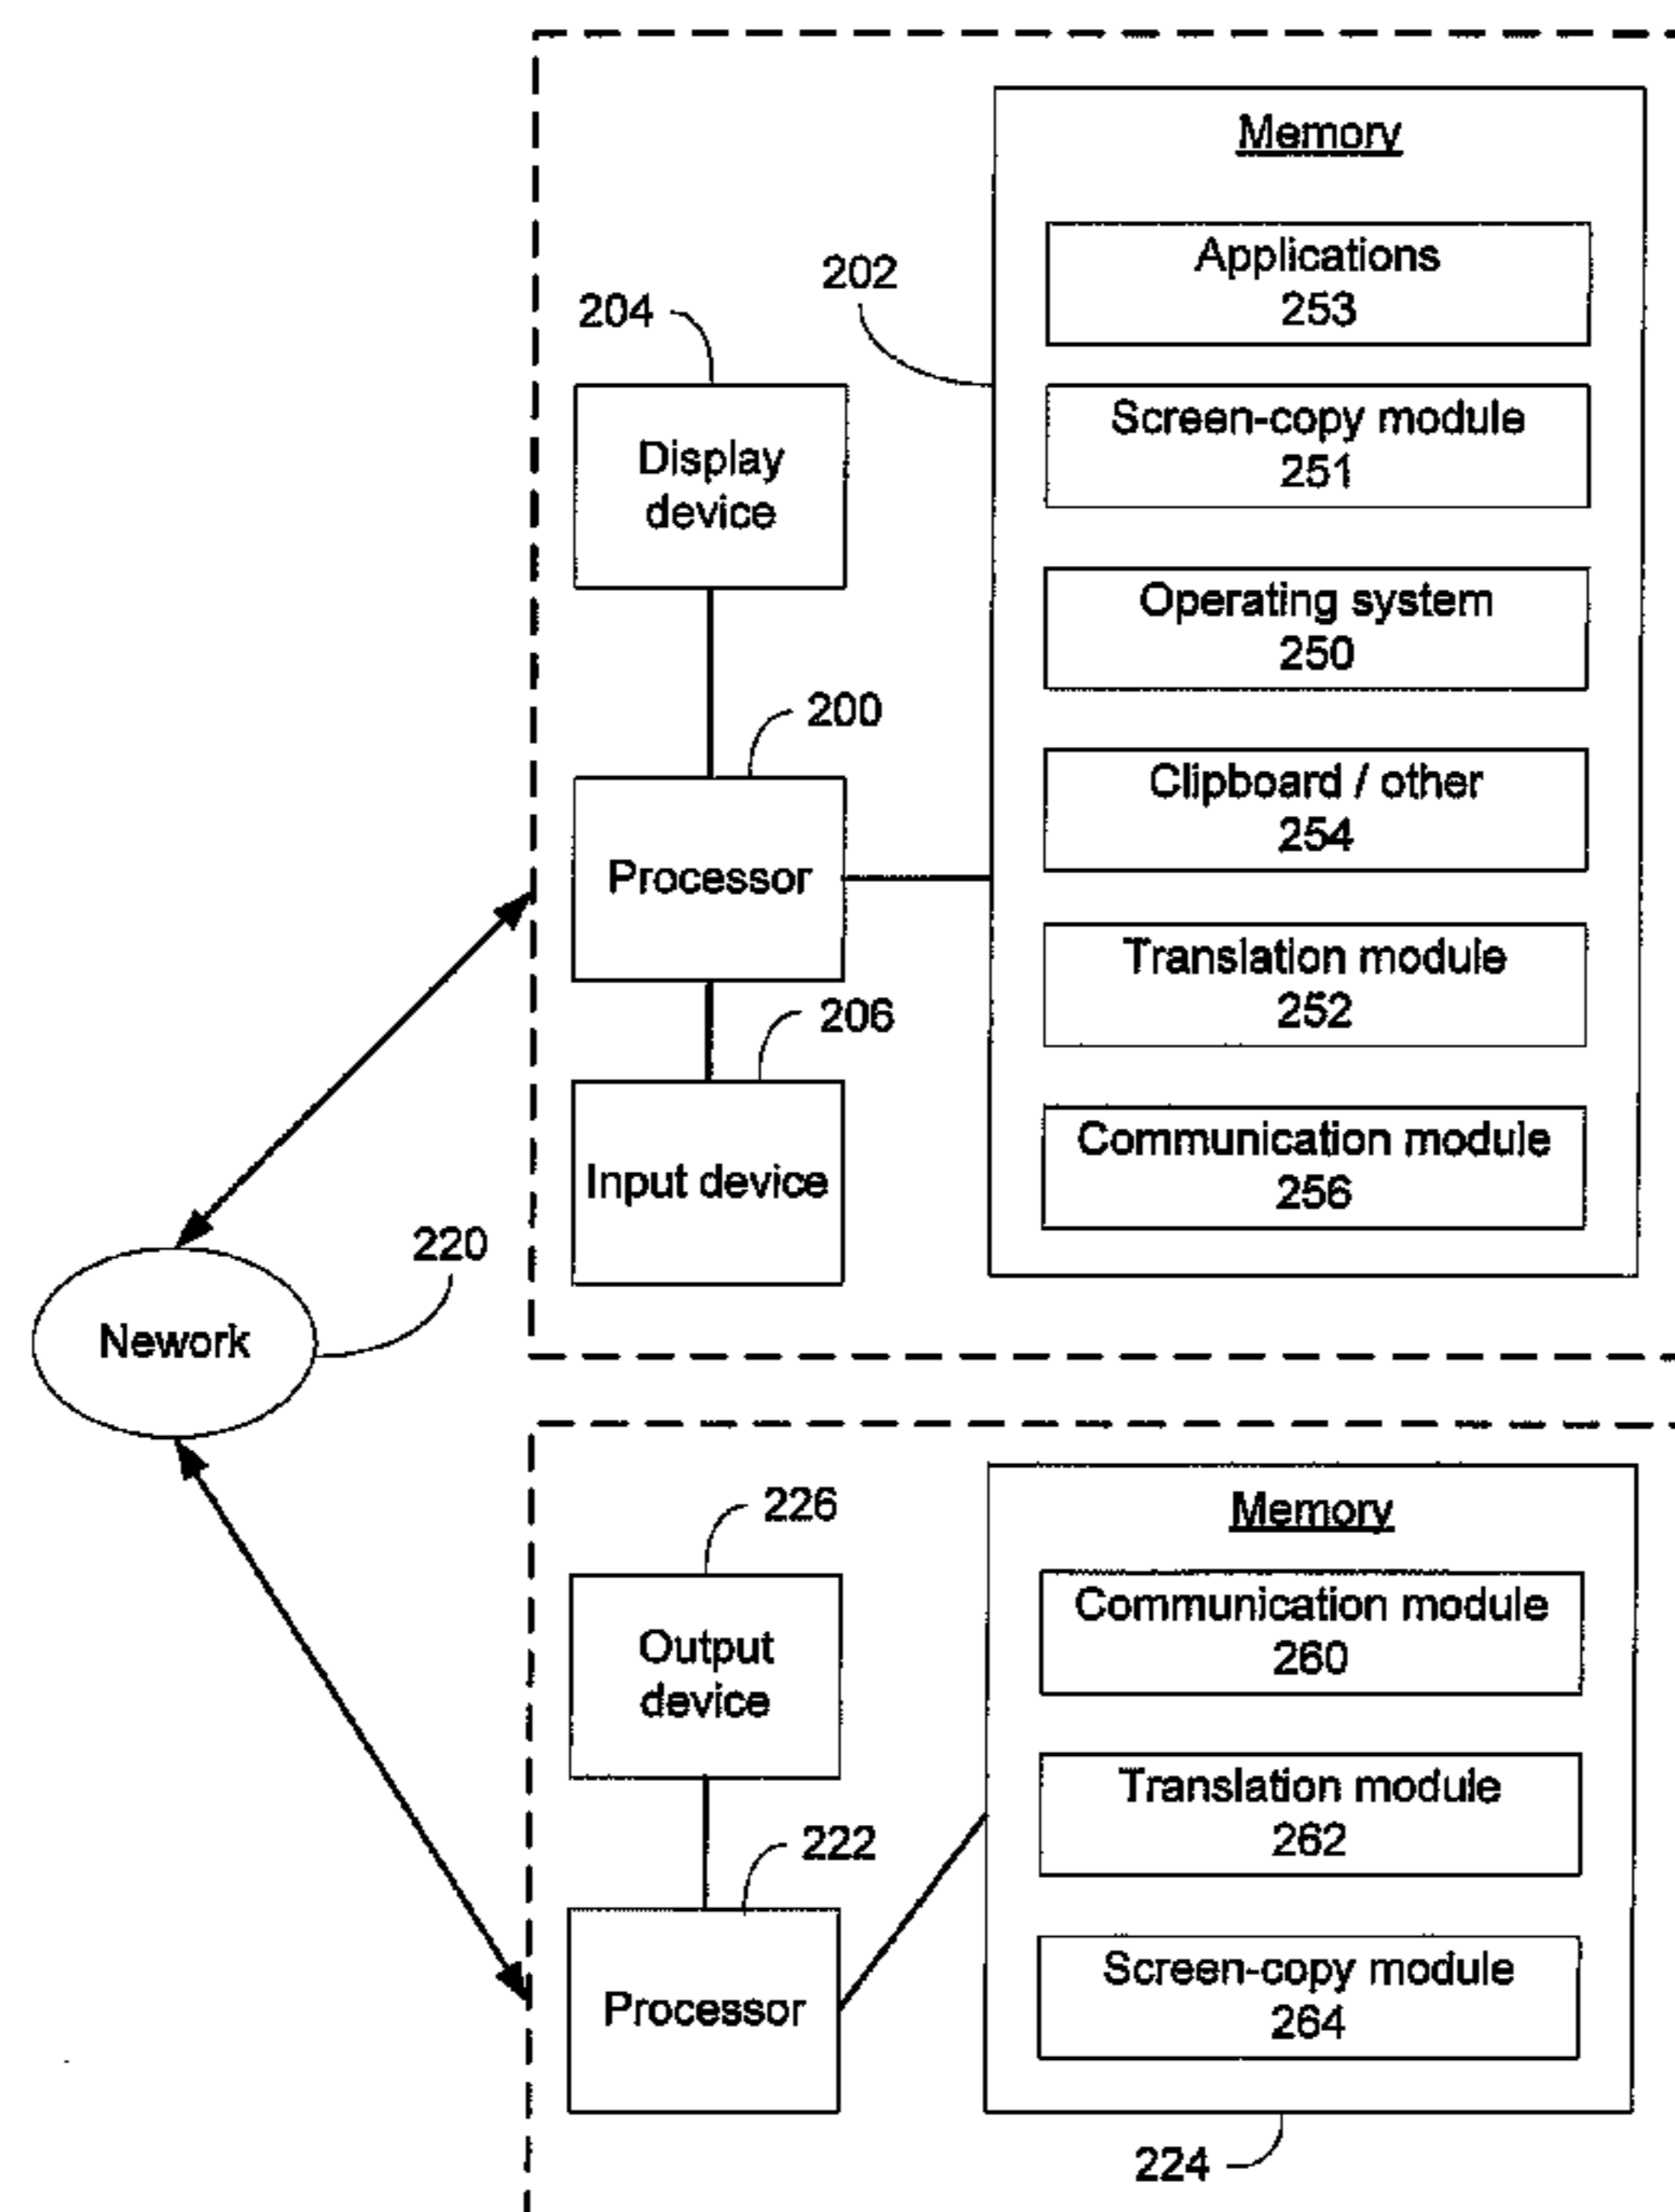 Memory
Applications
253
202
204
Screen-copy module
251
Display
device
Operating system
250
200
Clipboard / other
254
Processor
Translation module
252
206
Communication module
256
Input device
220
Nework
226
Memory
Communication module
260
Output
device
Translation module
262
222
Screen-copy module
264
Processor
224